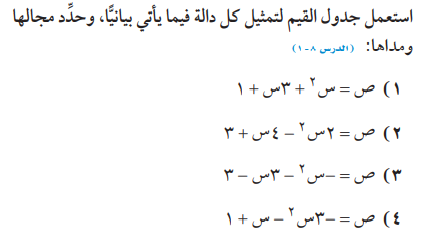 استعمل جدول القيم لتمثيل كل دالة فيما يأتي بيانيًّا، وحدِّد مجالها
ومداها: (الدرس ٨-١)
١) ص = س٢ + ٣س + ١
٢) ص = ٢س٢ – ٤س + ٣
٣) ص = –س٢ – ٣س – ٣
٤) ص = –٣س٢ – س + ١